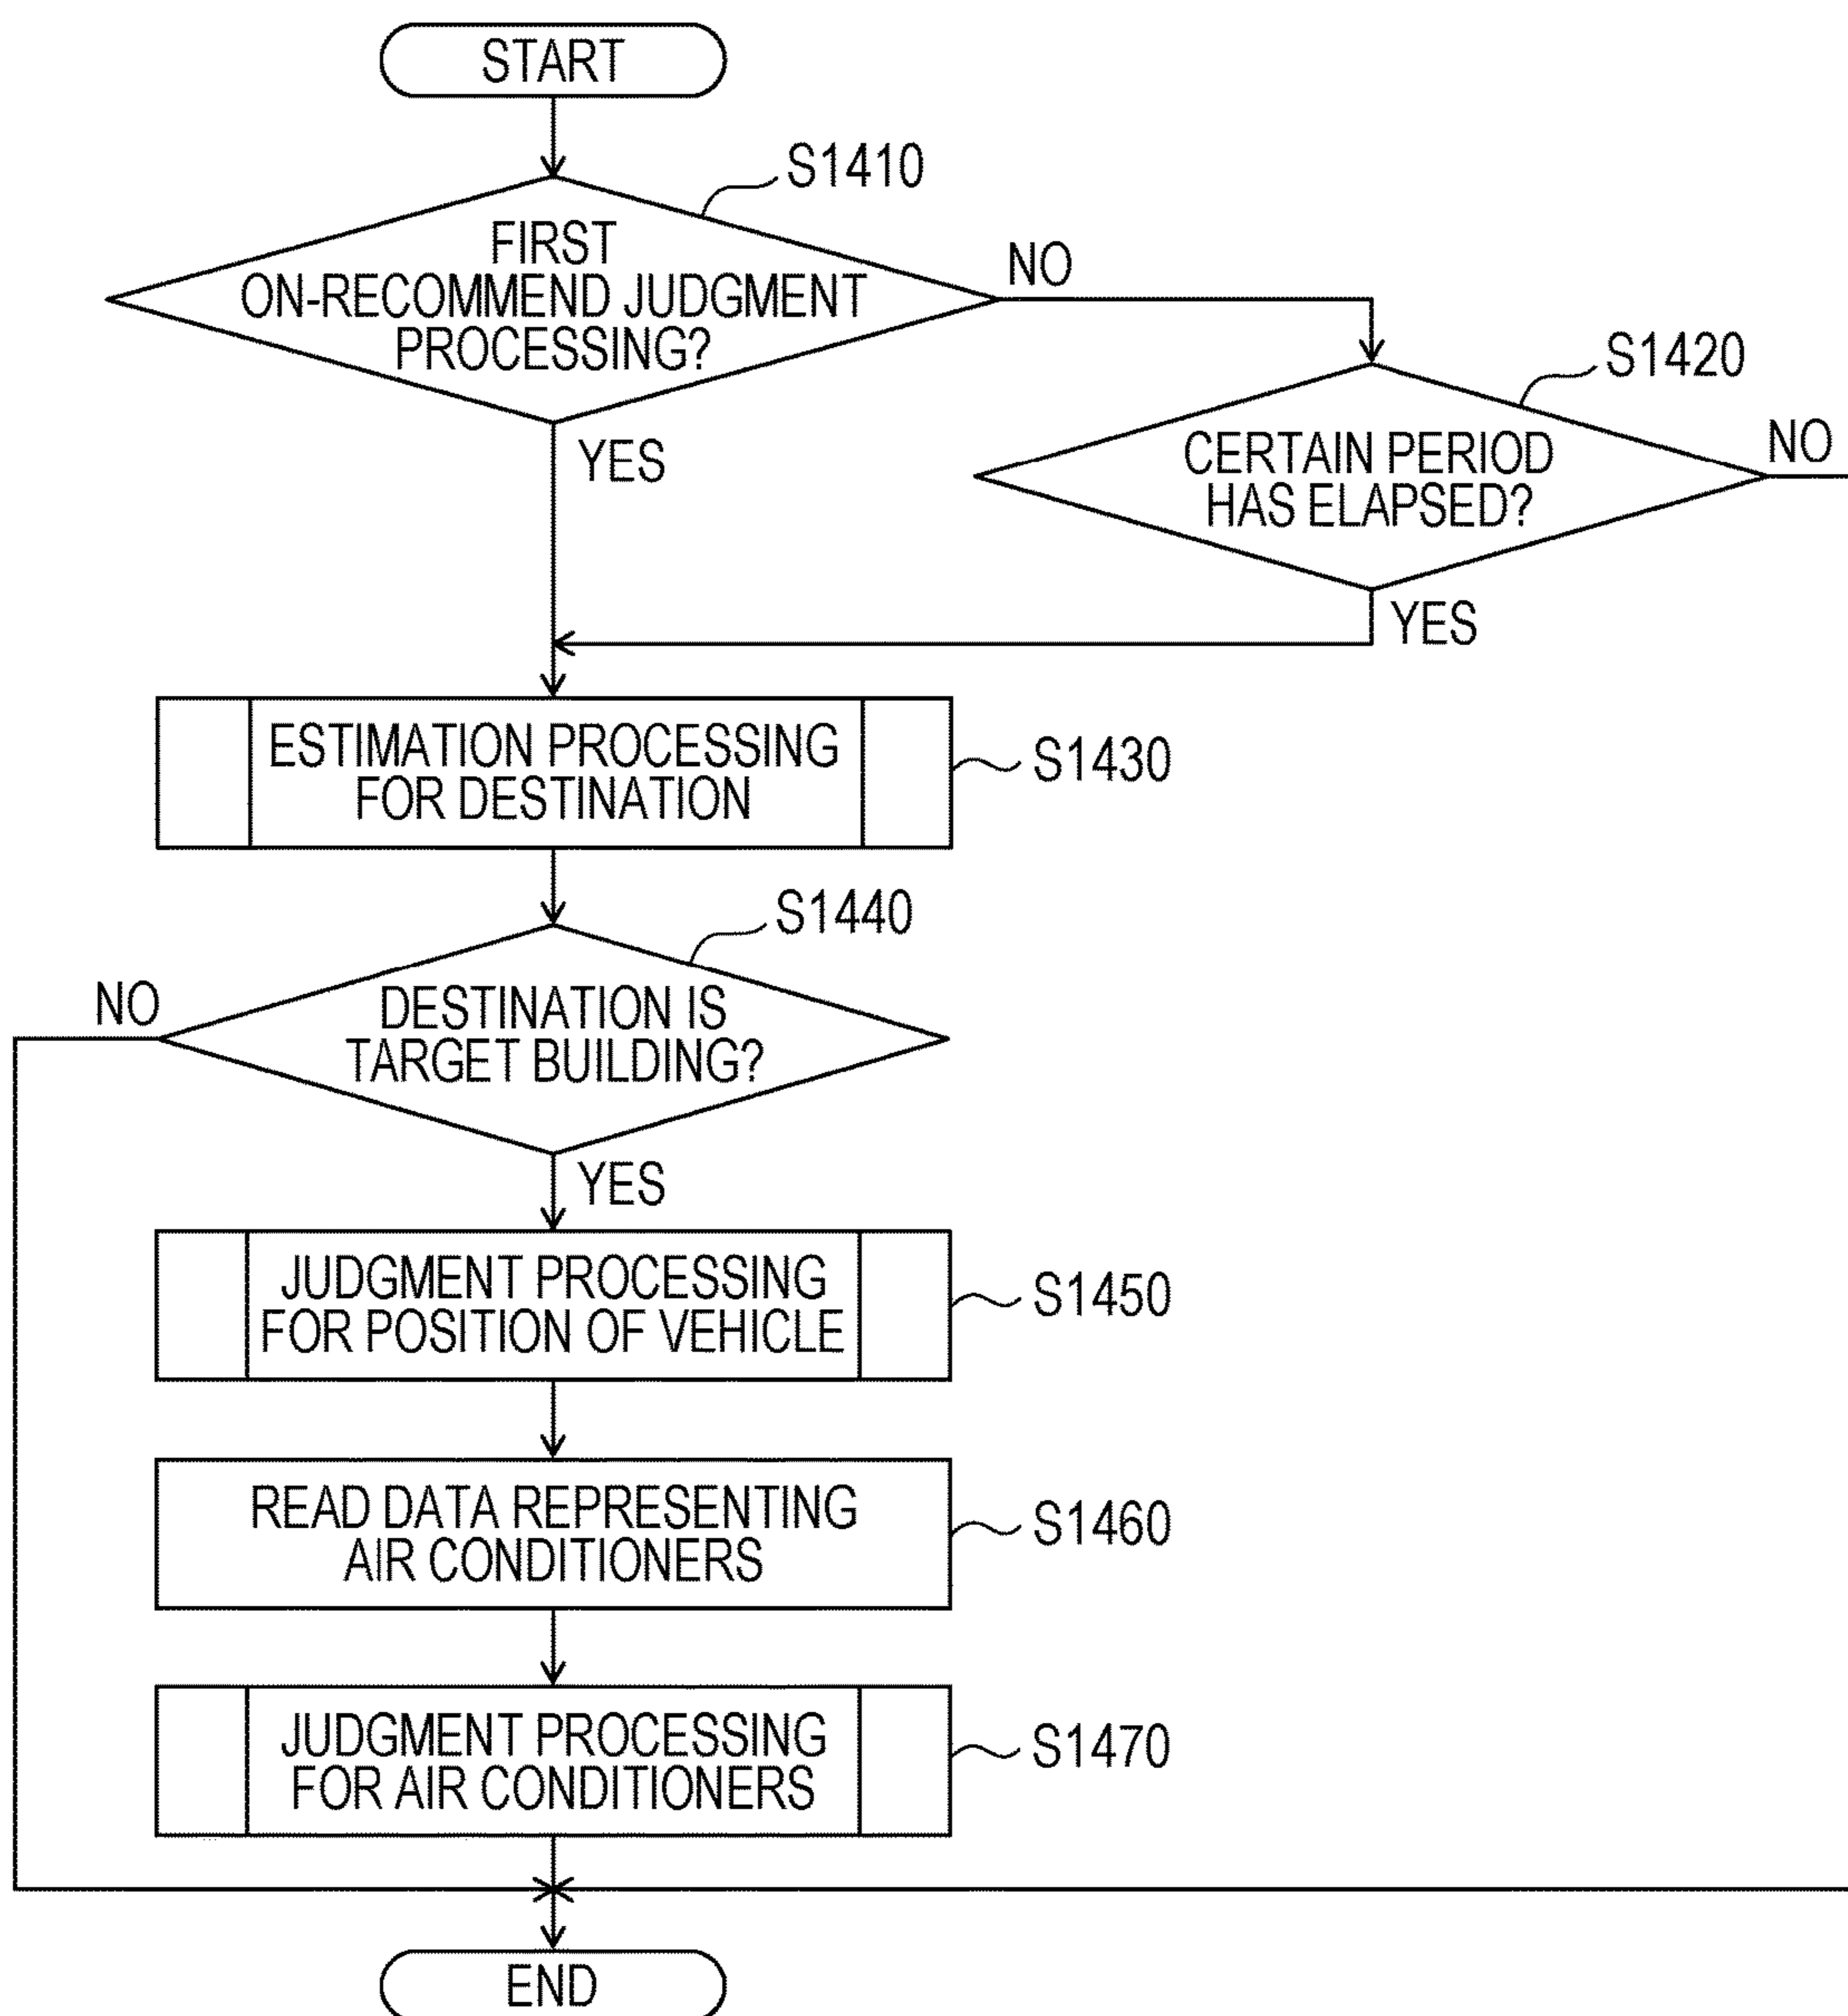 START
S1410
FIRST
ON-RECOMMEND JUDGMENT
PROCESSING?
NO
S1420
CERTAIN PERIOD
HAS ELAPSED?
NO
YES
YES
ESTIMATION PROCESSING
FOR DESTINATION
S1430
S1440
NO
DESTINATION IS
TARGET BUILDING?
YES
JUDGMENT PROCESSING
FOR POSITION OF VEHICLE
S1450
READ DATA REPRESENTING
AIR CONDITIONERS
S1460
JUDGMENT PROCESSING
FOR AIR CONDITIONERS
S1470
END